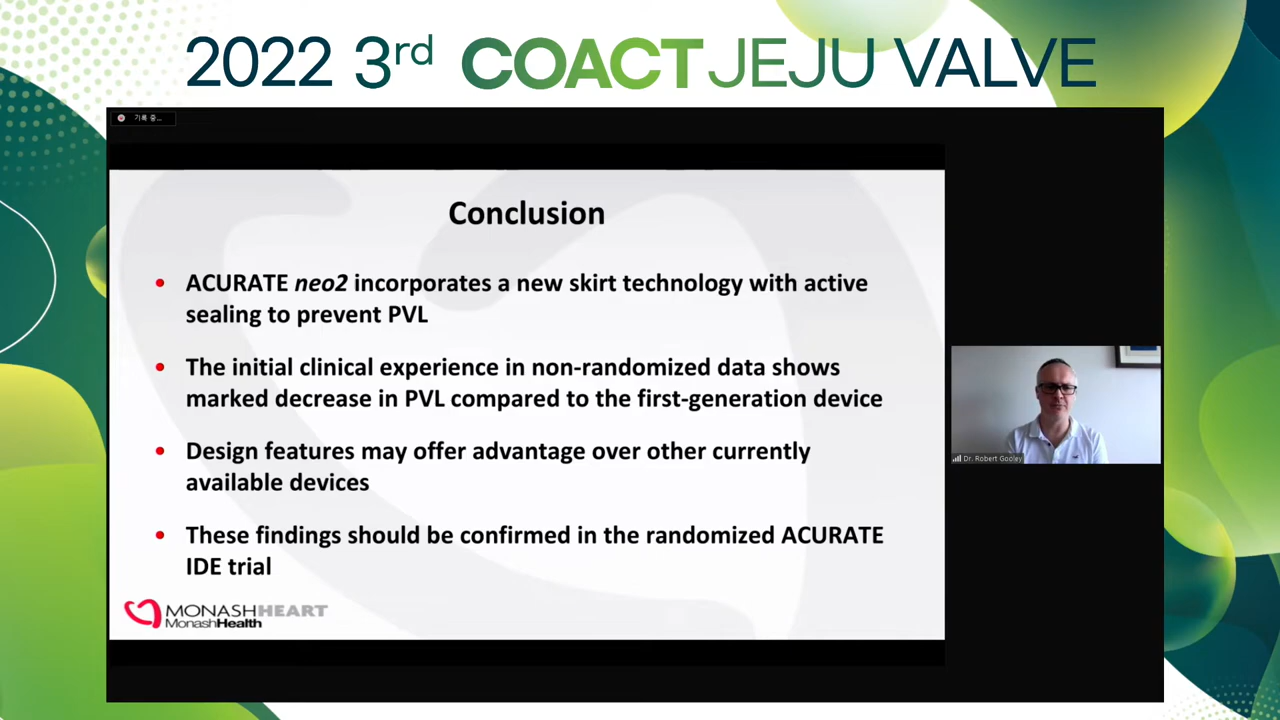 2022 3rd COACT JEJU VALVE
기록 중...
Conclusion
• ACURATE neo2 incorporates a new skirt technology with active
sealing to prevent PVL
• The initial clinical experience in non-randomized data shows
marked decrease in PVL compared to the first-generation device
• Design features may offer advantage over other currently
available devices
• These findings should be confirmed in the randomized ACURATE
IDE trial
MONASHHEART
MonashHealth
Dr. Robert Gooley